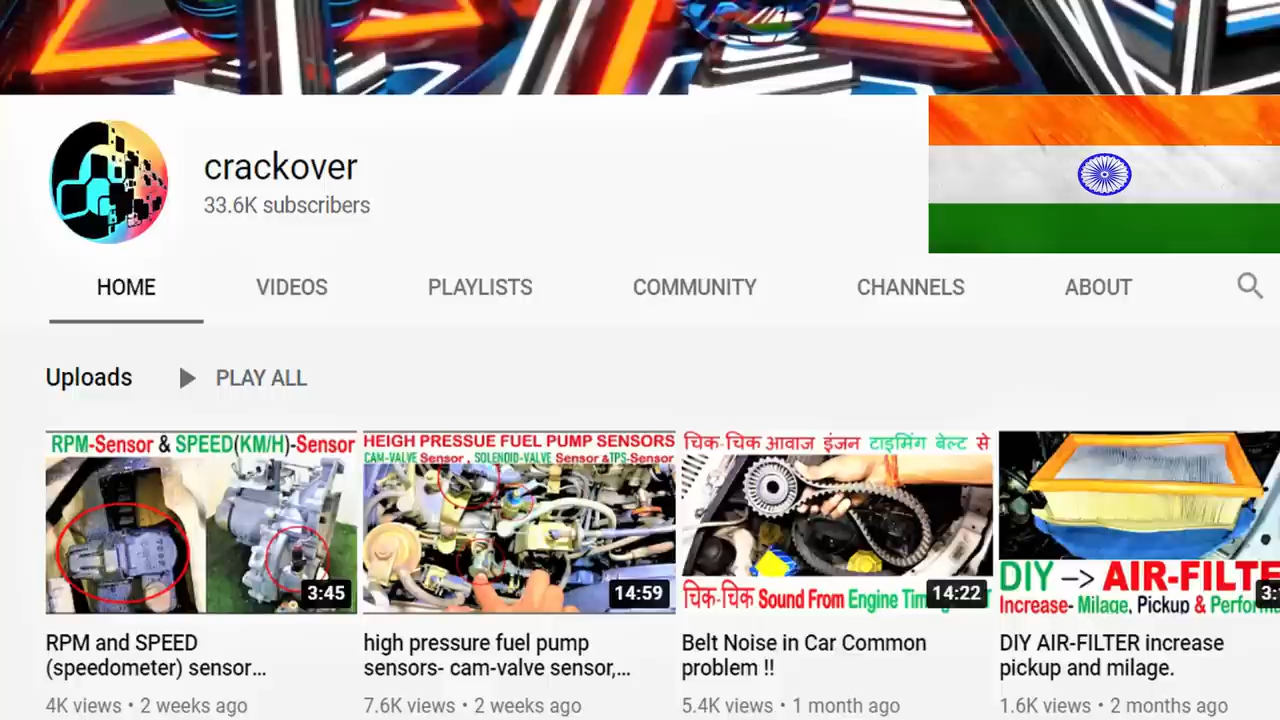 crackover
33.6K subscribers
HOME VIDEOS PLAYLISTS COMMUNITY CHANNELS ABOUT
Uploads PLAY ALL
RPM-Sensor & SPEED(KM/H)-Sensor
3:45
RPM and SPEED
(speedometer) sensor...
4K views • 2 weeks ago
HEIGH PRESSUE FUEL PUMP SENSORS
CAM-VALVE Sensor , SOLENOID-VALVE Sensor &TPS-Sensor
14:59
high pressure fuel pump
sensors- cam-valve sensor,...
7.6K views • 2 weeks ago
चिक-चिक आवाज इंजन टाइमिंग बेल्ट से
चिक-चिक Sound From Engine
14:22
Belt Noise in Car Common
problem !!
5.4K views • 1 month ago
DIY -> AIR-FILTE
Increase- Milage, Pickup & Perform
DIY AIR-FILTER increase
pickup and milage.
1.6K views • 2 months ago